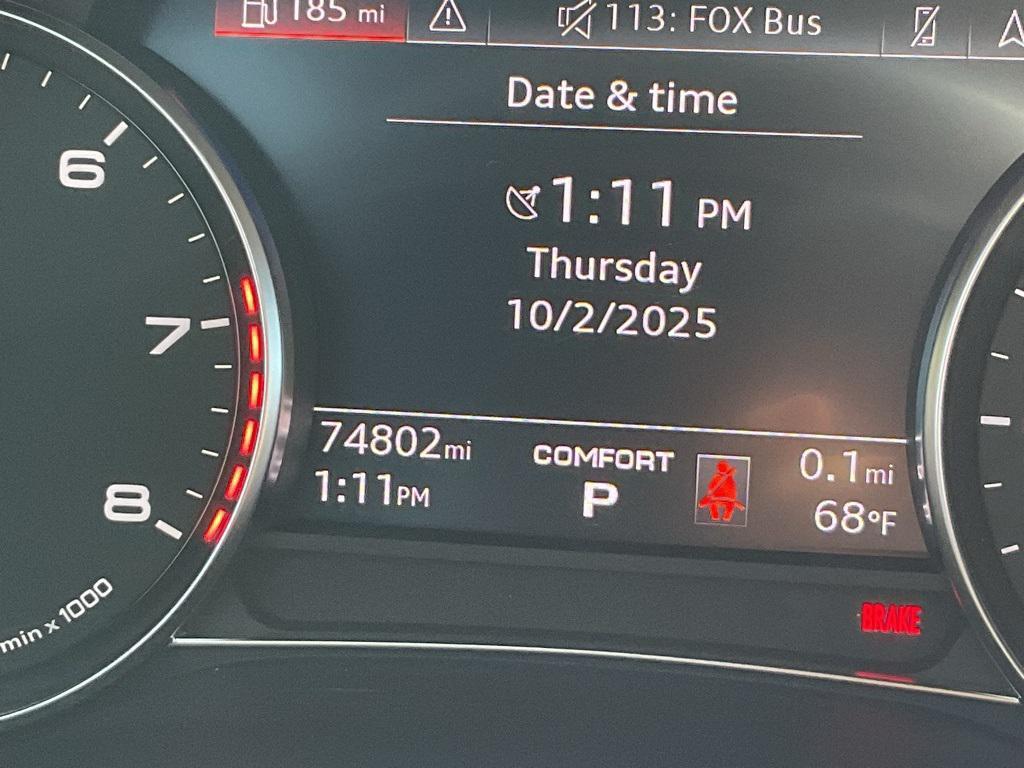 185 mi
113: FOX Bus
Date & time
1:11 PM
Thursday
10/2/2025
6
7
8
min x 1000
74802mi
COMFORT
0.1mi
1:11PM
P
68°F
BRAKE